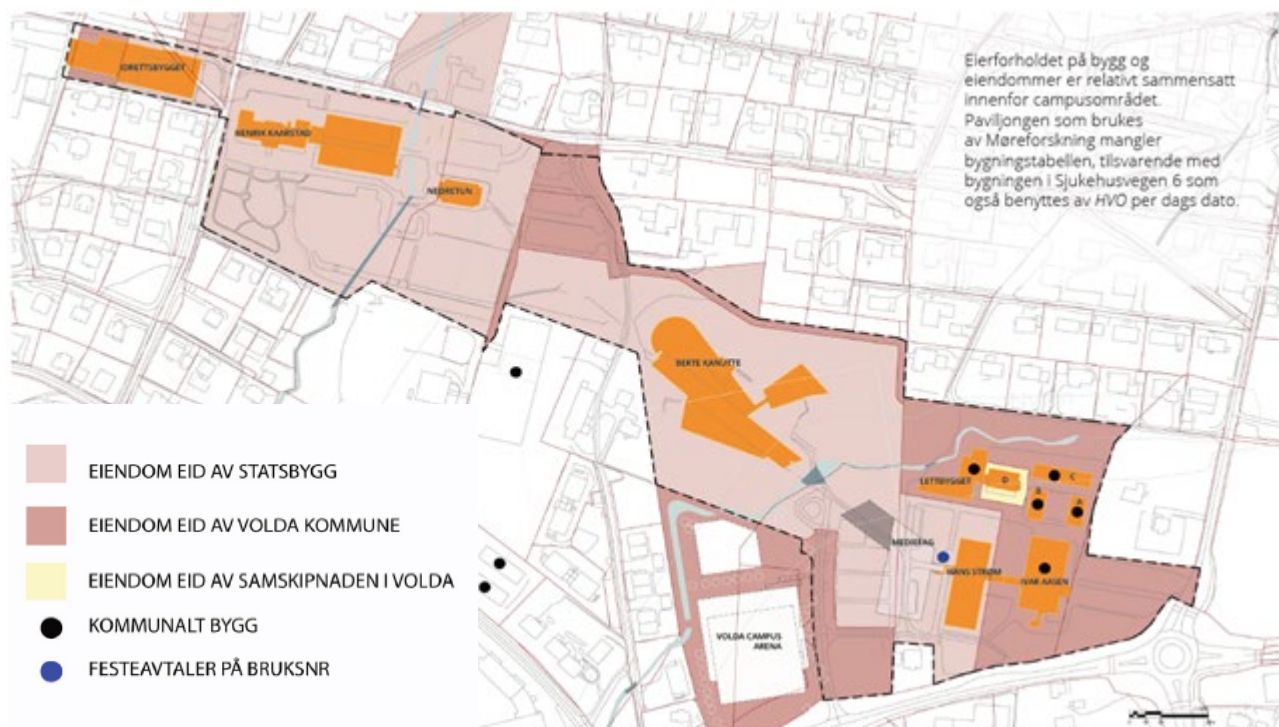 IDRETTSBYGGET
HENRIK KAARSTAD
NEDRETUN
Eierforholdet på bygg og
eiendommer er relativt sammensatt
innenfor campusområdet.
Paviljongen som brukes
av Møreforskning mangler
bygningstabellen, tilsvarende med
bygningen i Sjukehusvegen 6 som
også benyttes av HVO per dags dato.
BERTE KANUTTE
LETTBYGGET
D
C
B
A
MEDIEFAG
HANS STRØM
IVAR AASEN
VOLDA CAMPUS
ARENA
EIENDOM EID AV STATSBYGG
EIENDOM EID AV VOLDA KOMMUNE
EIENDOM EID AV SAMSKIPNADEN I VOLDA
KOMMUNALT BYGG
FESTEAVTALER PÅ BRUKSNR